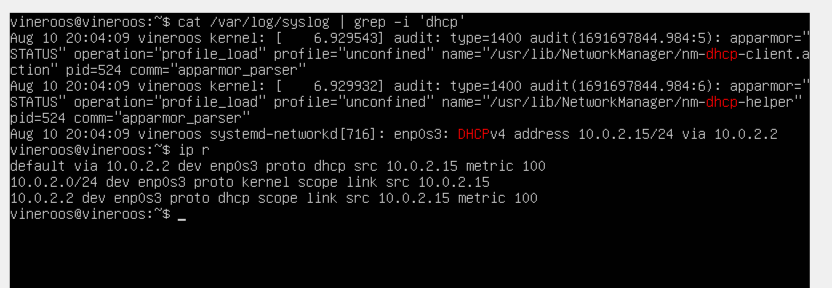 vineroos@vineroos:~$ cat /var/log/syslog | grep -i 'dhcp'
Aug 10 20:04:09 vineroos kernel: [    6.929543] audit: type=1400 audit(1691697844.984:5): apparmor="
STATUS" operation="profile_load" profile="unconfined" name="/usr/lib/NetworkManager/nm-dhcp-client.a
ction" pid=524 comm="apparmor_parser"
Aug 10 20:04:09 vineroos kernel: [    6.929932] audit: type=1400 audit(1691697844.984:6): apparmor="
STATUS" operation="profile_load" profile="unconfined" name="/usr/lib/NetworkManager/nm-dhcp-helper"
pid=524 comm="apparmor_parser"
Aug 10 20:04:09 vineroos systemd-networkd[716]: enp0s3: DHCPv4 address 10.0.2.15/24 via 10.0.2.2
vineroos@vineroos:~$ ip r
default via 10.0.2.2 dev enp0s3 proto dhcp src 10.0.2.15 metric 100
10.0.2.0/24 dev enp0s3 proto kernel scope link src 10.0.2.15
10.0.2.2 dev enp0s3 proto dhcp scope link src 10.0.2.15 metric 100
vineroos@vineroos:~$ _